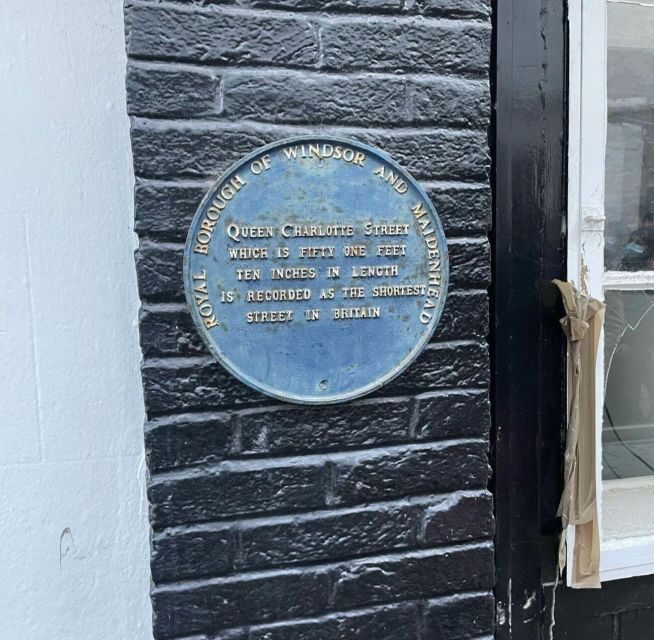 ROYAL BOROUGH OF WINDSOR AND MAIDENHEAD
QUEEN CHARLOTTE STREET
WHICH IS FIFTY ONE FEET
TEN INCHES IN LENGTH
IS RECORDED AS THE SHORTEST
STREET IN BRITAIN